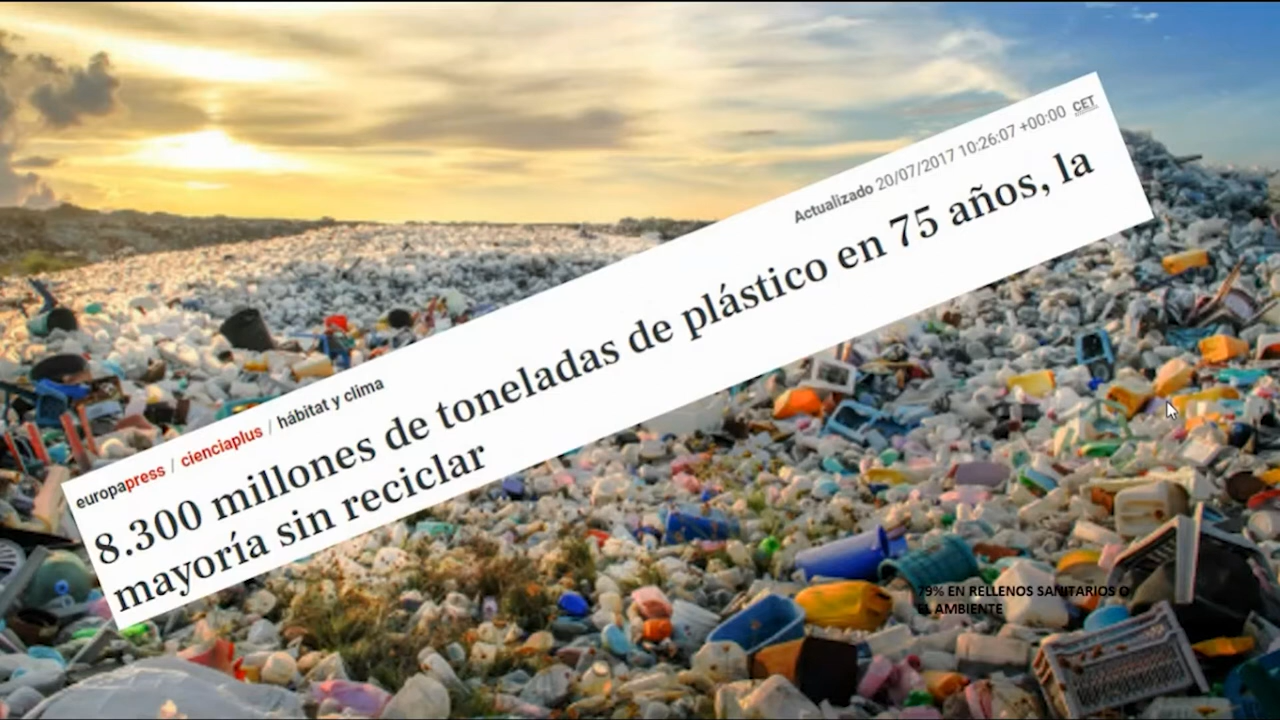 Actualizado 20/07/2017 10:26:07 +00:00 CET
europapress / cienciaplus / hábitat y clima
8.300 millones de toneladas de plástico en 75 años, la
mayoría sin reciclar
79% EN RELLENOS SANITARIOS O
EL AMBIENTE